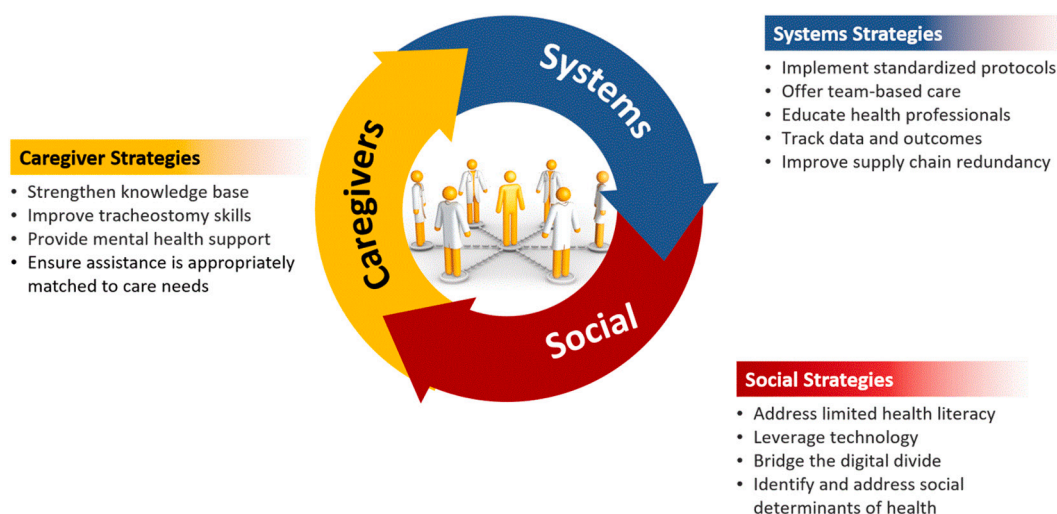 Systems Strategies
• Implement standardized protocols
• Offer team-based care
• Educate health professionals
• Track data and outcomes
• Improve supply chain redundancy
Caregiver Strategies
• Strengthen knowledge base
• Improve tracheostomy skills
• Provide mental health support
• Ensure assistance is appropriately
matched to care needs
Caregivers
Systems
Social
Social Strategies
• Address limited health literacy
• Leverage technology
• Bridge the digital divide
• Identify and address social
determinants of health